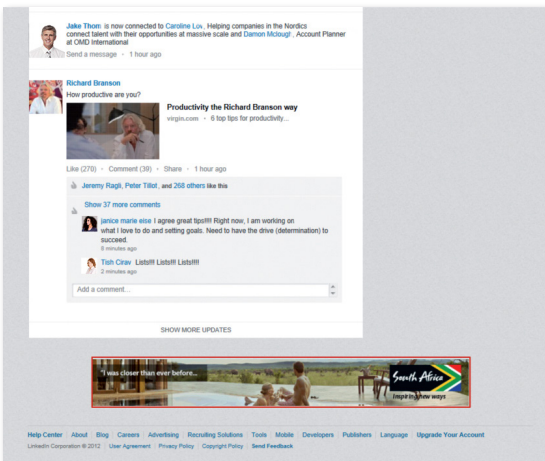 Jake Thom is now connected to Caroline Lov, Helping companies in the Nordics
connect talent with their opportunities at massive scale and Damon Mclough, Account Planner
at OMD International
Send a message • 1 hour ago
Richard Branson
How productive are you?
Productivity the Richard Branson way
virgin.com • 6 top tips for productivity...
Like (270) • Comment (39) • Share • 1 hour ago
Jeremy Ragli, Peter Tillot, and 268 others like this
Show 37 more comments
janice marie eise I agree great tips!!!! Right now, I am working on
what I love to do and setting goals. Need to have the drive (determination) to
succeed.
8 minutes ago
Tish Cirav Lists!!! Lists!!! Lists!!!!
2 minutes ago
Add a comment...
SHOW MORE UPDATES
"I was closer than ever before...
South Africa
Inspiring new ways
Help Center About Blog Careers Advertising Recruiting Solutions Tools Mobile Developers Publishers Language Upgrade Your Account
LinkedIn Corporation © 2012 User Agreement Privacy Policy Copyright Policy Send Feedback